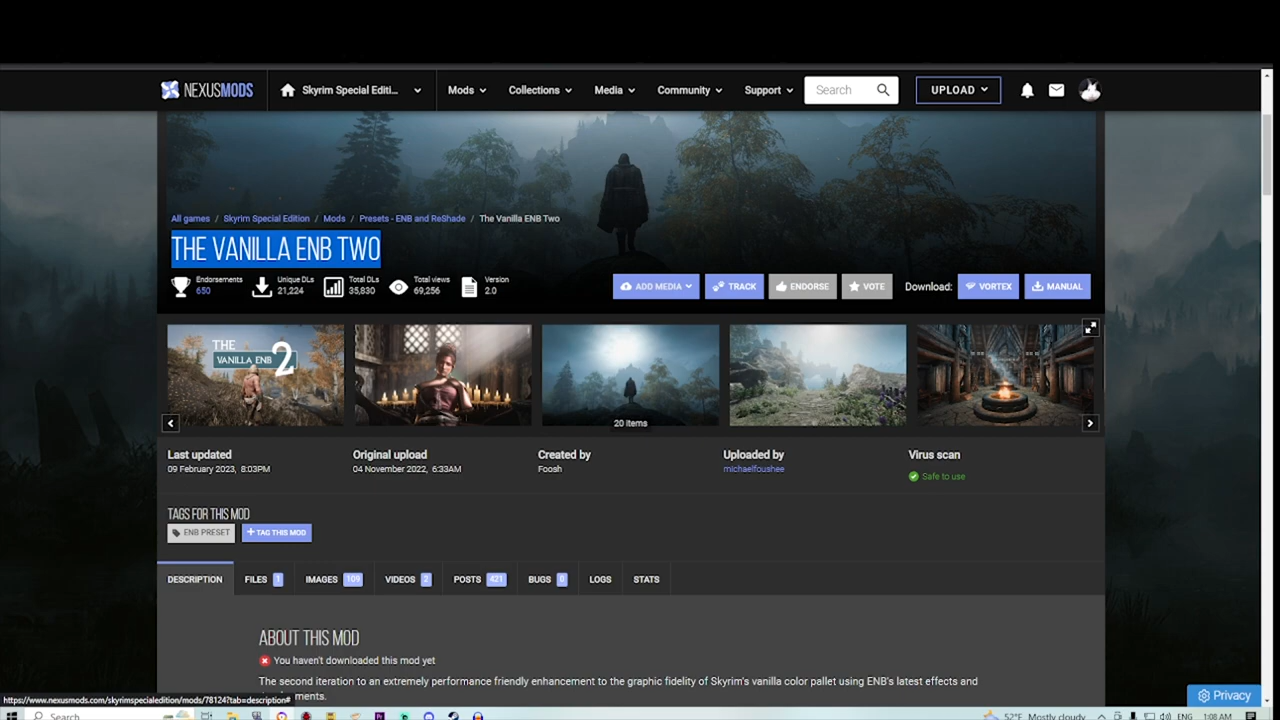 NEXUSMODS
Skyrim Special Editi...
Mods
Collections
Media
Community
Support
Search
UPLOAD
All games / Skyrim Special Edition / Mods / Presets - ENB and ReShade / The Vanilla ENB Two
THE VANILLA ENB TWO
Endorsements
650
Unique DLs
21,224
Total DLs
35,830
Total views
69,256
Version
2.0
ADD MEDIA
TRACK
ENDORSE
VOTE
Download:
VORTEX
MANUAL
THE
VANILLA ENB 2
20 items
Last updated
09 February 2023, 8:03PM
Original upload
04 November 2022, 6:33AM
Created by
Foosh
Uploaded by
michaelfoushee
Virus scan
Safe to use
TAGS FOR THIS MOD
ENB PRESET
+ TAG THIS MOD
DESCRIPTION
FILES 1
IMAGES 109
VIDEOS 2
POSTS 421
BUGS 0
LOGS
STATS
ABOUT THIS MOD
You haven't downloaded this mod yet
The second iteration to an extremely performance friendly enhancement to the graphic fidelity of Skyrim's vanilla color pallet using ENB's latest effects and
ments.
https://www.nexusmods.com/skyrimspecialedition/mods/78124?tab=description#
Privacy
Search
52°F Mostly cloudy
ENG
1:08 AM